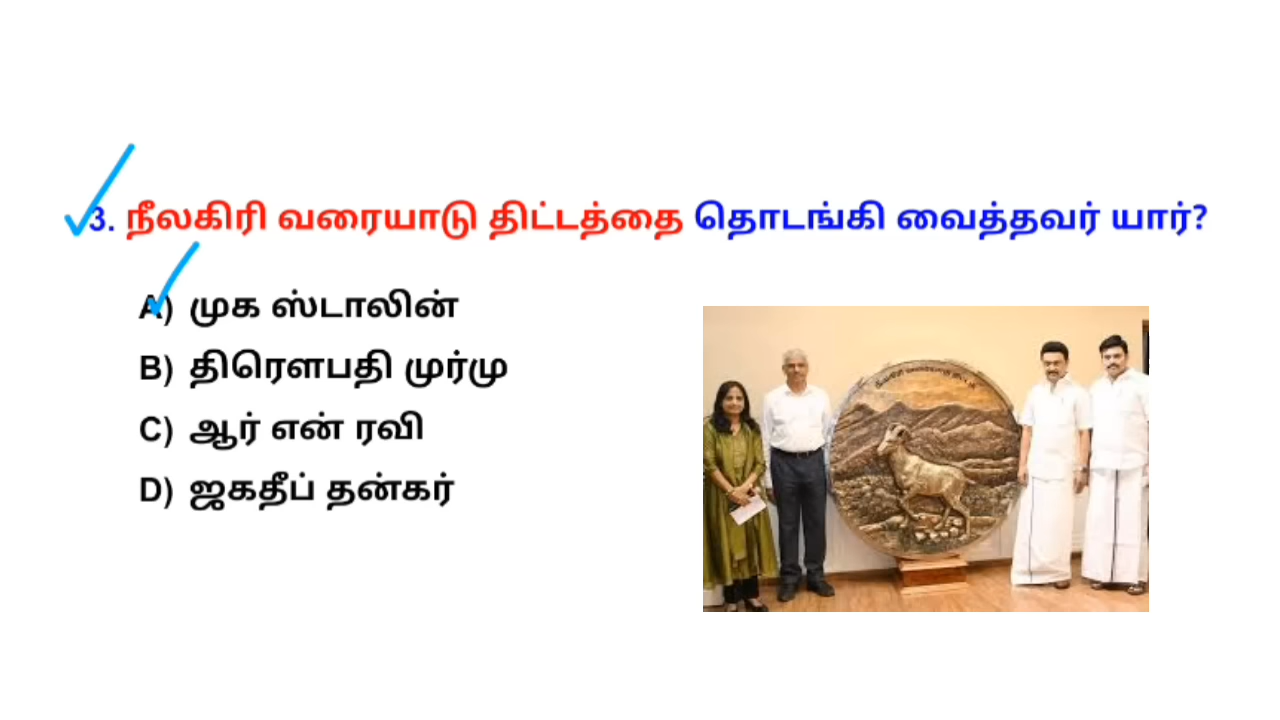 3. நீலகிரி வரையாடு திட்டத்தை தொடங்கி வைத்தவர் யார்?
A) முக ஸ்டாலின்
B) திரௌபதி முர்மு
C) ஆர் என் ரவி
D) ஜகதீப் தன்கர்